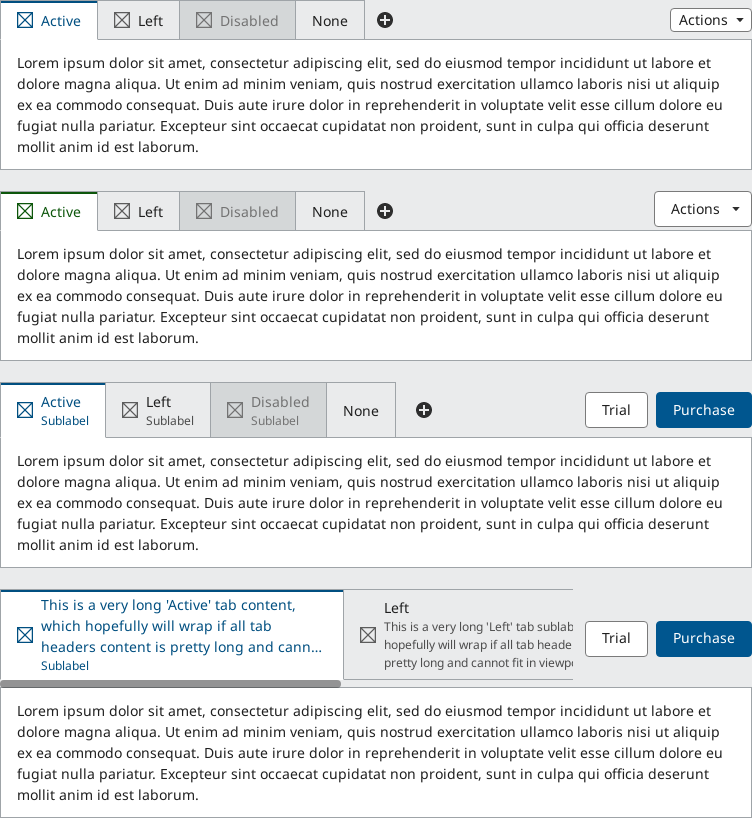 Active Left Disabled None Actions
Lorem ipsum dolor sit amet, consectetur adipiscing elit, sed do eiusmod tempor incididunt ut labore et
dolore magna aliqua. Ut enim ad minim veniam, quis nostrud exercitation ullamco laboris nisi ut aliquip
ex ea commodo consequat. Duis aute irure dolor in reprehenderit in voluptate velit esse cillum dolore eu
fugiat nulla pariatur. Excepteur sint occaecat cupidatat non proident, sunt in culpa qui officia deserunt
mollit anim id est laborum.
Active Left Disabled None Actions
Lorem ipsum dolor sit amet, consectetur adipiscing elit, sed do eiusmod tempor incididunt ut labore et
dolore magna aliqua. Ut enim ad minim veniam, quis nostrud exercitation ullamco laboris nisi ut aliquip
ex ea commodo consequat. Duis aute irure dolor in reprehenderit in voluptate velit esse cillum dolore eu
fugiat nulla pariatur. Excepteur sint occaecat cupidatat non proident, sunt in culpa qui officia deserunt
mollit anim id est laborum.
Active
Sublabel
Left
Sublabel
Disabled
Sublabel
None
Trial
Purchase
Lorem ipsum dolor sit amet, consectetur adipiscing elit, sed do eiusmod tempor incididunt ut labore et
dolore magna aliqua. Ut enim ad minim veniam, quis nostrud exercitation ullamco laboris nisi ut aliquip
ex ea commodo consequat. Duis aute irure dolor in reprehenderit in voluptate velit esse cillum dolore eu
fugiat nulla pariatur. Excepteur sint occaecat cupidatat non proident, sunt in culpa qui officia deserunt
mollit anim id est laborum.
This is a very long 'Active' tab content,
which hopefully will wrap if all tab
headers content is pretty long and cann...
Sublabel
Left
This is a very long 'Left' tab sublab
hopefully will wrap if all tab heade
pretty long and cannot fit in viewpo
Trial
Purchase
Lorem ipsum dolor sit amet, consectetur adipiscing elit, sed do eiusmod tempor incididunt ut labore et
dolore magna aliqua. Ut enim ad minim veniam, quis nostrud exercitation ullamco laboris nisi ut aliquip
ex ea commodo consequat. Duis aute irure dolor in reprehenderit in voluptate velit esse cillum dolore eu
fugiat nulla pariatur. Excepteur sint occaecat cupidatat non proident, sunt in culpa qui officia deserunt
mollit anim id est laborum.